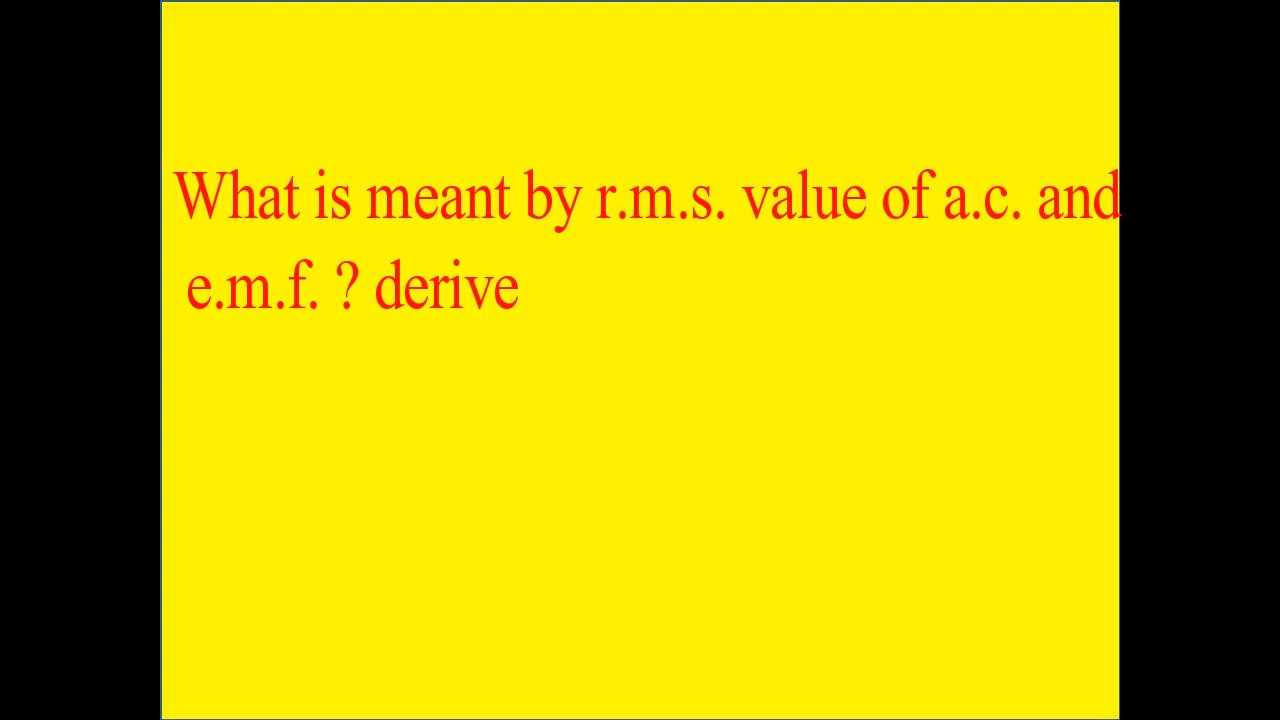 What is meant by r.m.s. value of a.c. and
e.m.f. ? derive